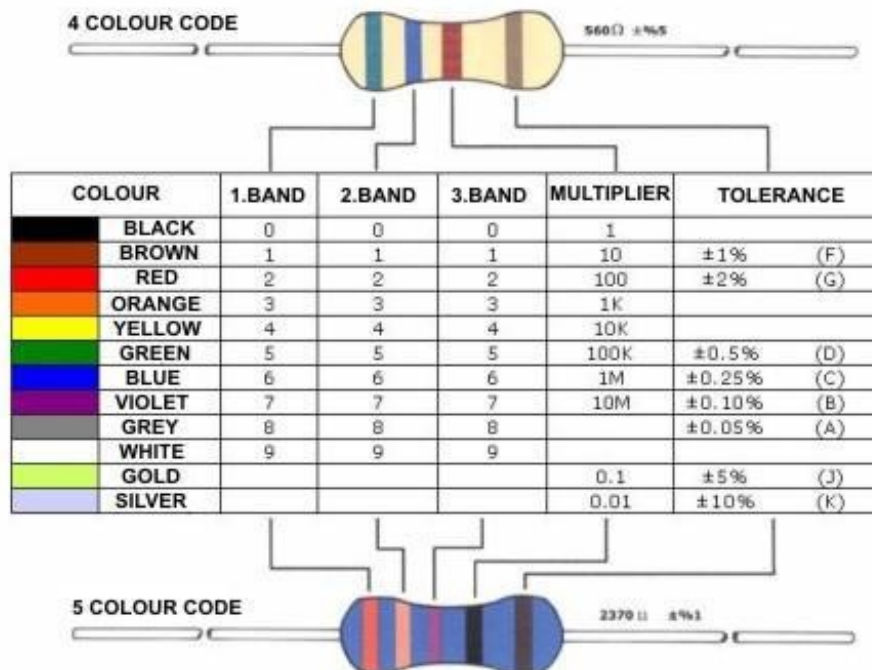 4 COLOUR CODE
560Ω ±%5
COLOUR 1.BAND 2.BAND 3.BAND MULTIPLIER TOLERANCE
BLACK 0 0 0 1
BROWN 1 1 1 10 ±1% (F)
RED 2 2 2 100 ±2% (G)
ORANGE 3 3 3 1K
YELLOW 4 4 4 10K
GREEN 5 5 5 100K ±0.5% (D)
BLUE 6 6 6 1M ±0.25% (C)
VIOLET 7 7 7 10M ±0.10% (B)
GREY 8 8 8 ±0.05% (A)
WHITE 9 9 9
GOLD 0.1 ±5% (J)
SILVER 0.01 ±10% (K)
5 COLOUR CODE
2370 Ω ±%1